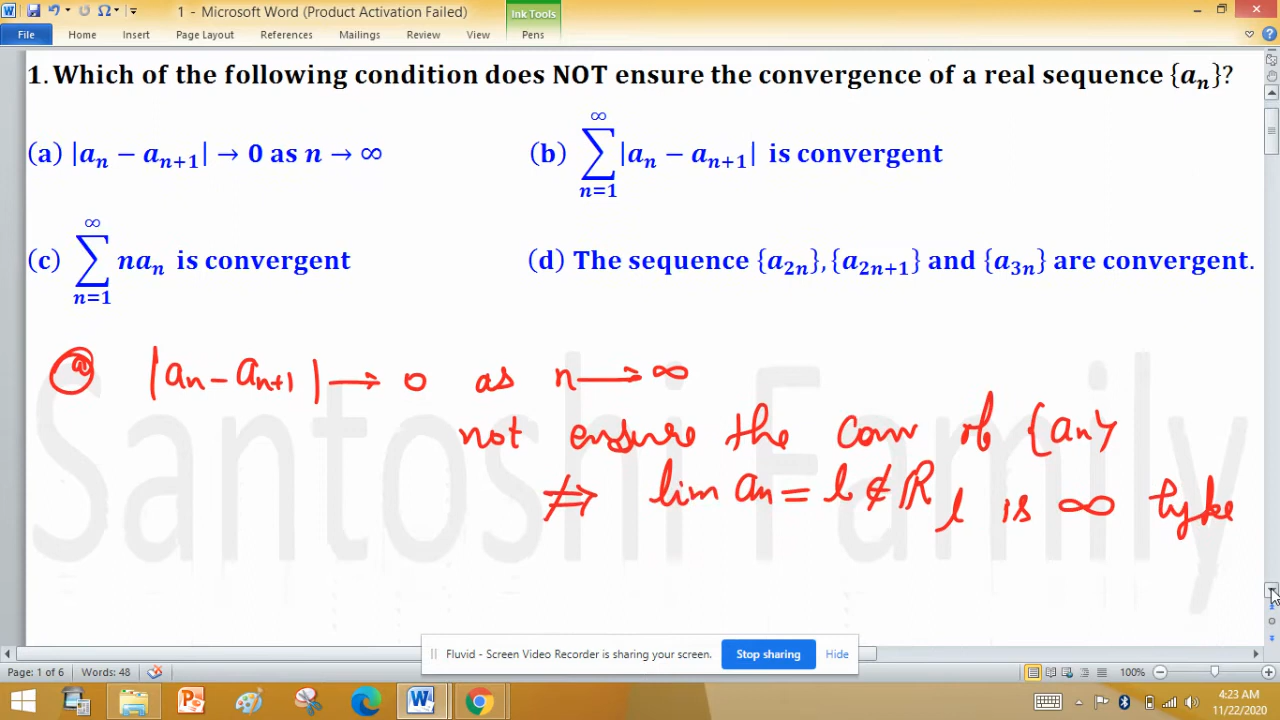 1 - Microsoft Word (Product Activation Failed)
Ink Tools
File Home Insert Page Layout References Mailings Review View Pens
1. Which of the following condition does NOT ensure the convergence of a real sequence {aₙ}?
(a) |aₙ − aₙ₊₁| → 0 as n → ∞ (b) ∑_{n=1}^{∞} |aₙ − aₙ₊₁| is convergent
(c) ∑_{n=1}^{∞} naₙ is convergent (d) The sequence {a₂ₙ}, {a₂ₙ₊₁} and {a₃ₙ} are convergent.
(a) |aₙ − aₙ₊₁| → 0 as n → ∞
not ensure the conv of {aₙ}
⇏ lim aₙ = l ∉ ℝ l is ∞ type
Santoshi Family
Fluvid - Screen Video Recorder is sharing your screen. Stop sharing Hide
Page: 1 of 6 Words: 48 100%
4:23 AM
11/22/2020